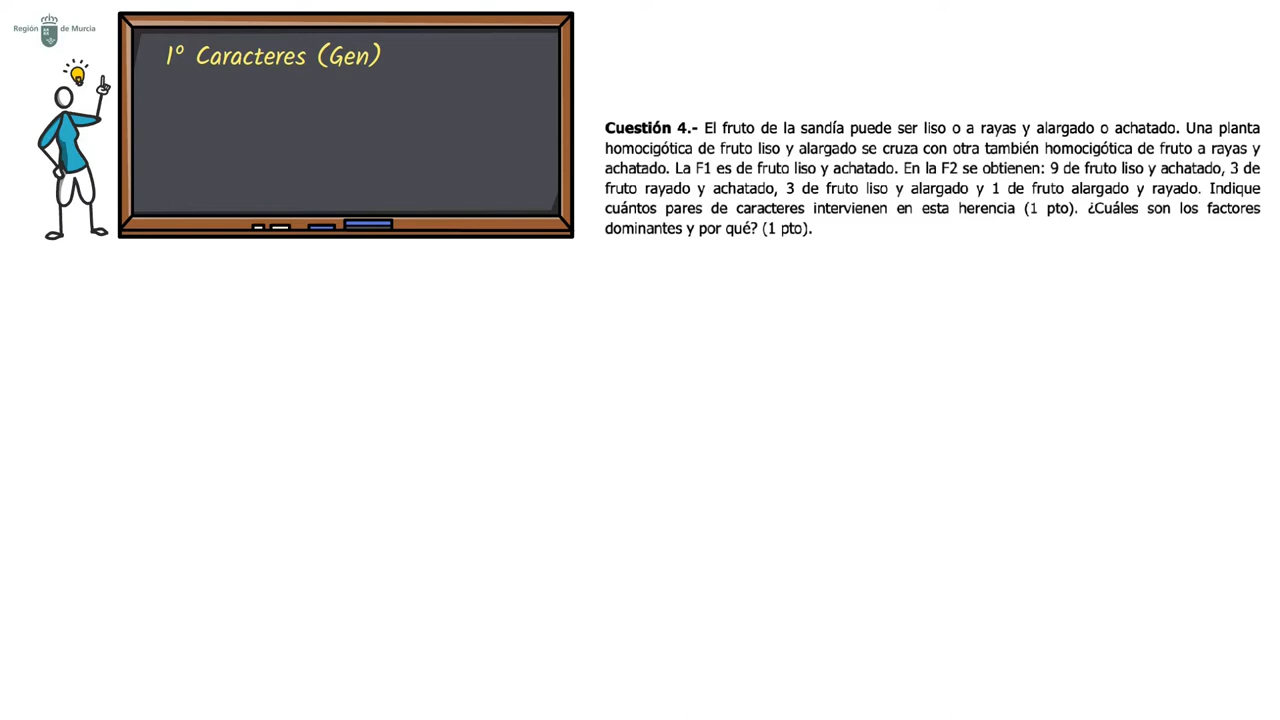 Región de Murcia
1º Caracteres (Gen)
Cuestión 4.- El fruto de la sandía puede ser liso o a rayas y alargado o achatado. Una planta
homocigótica de fruto liso y alargado se cruza con otra también homocigótica de fruto a rayas y
achatado. La F1 es de fruto liso y achatado. En la F2 se obtienen: 9 de fruto liso y achatado, 3 de
fruto rayado y achatado, 3 de fruto liso y alargado y 1 de fruto alargado y rayado. Indique
cuántos pares de caracteres intervienen en esta herencia (1 pto). ¿Cuáles son los factores
dominantes y por qué? (1 pto).